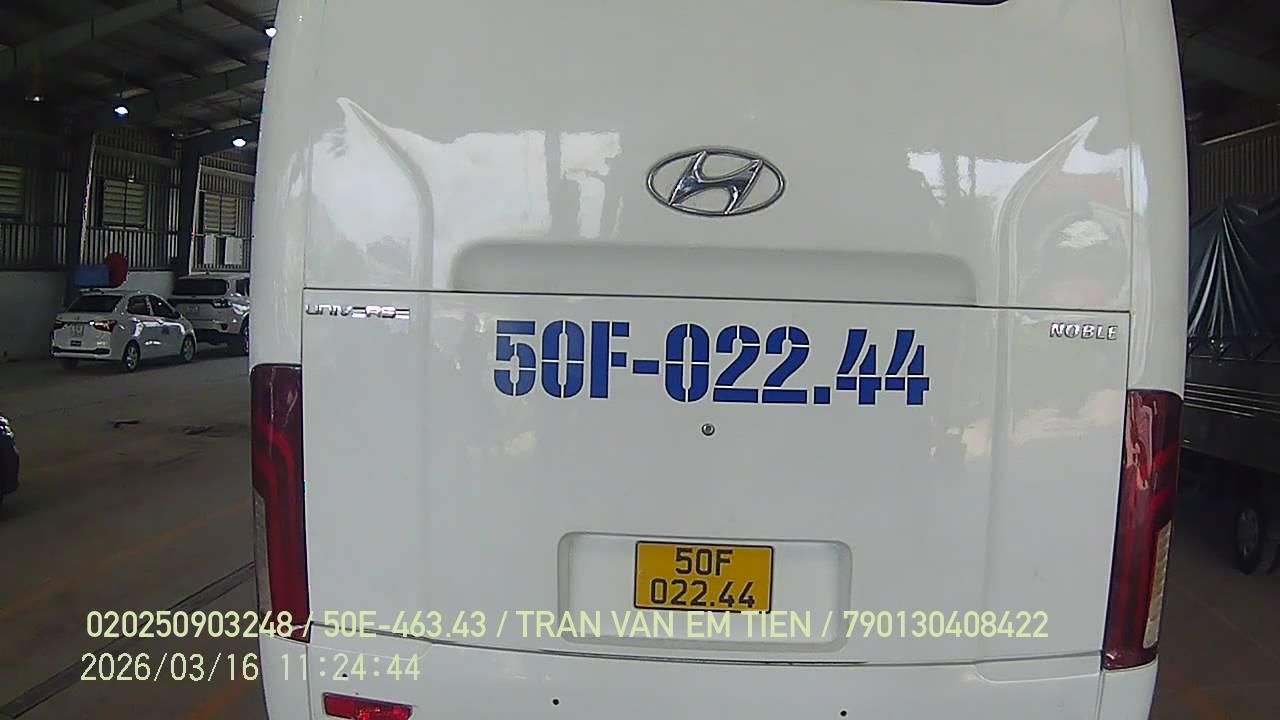 UNIVERSE
NOBLE
50F-022.44
50F
022.44
020250903248 / 50E-463.43 / TRAN VAN EM TIEN / 790130408422
2026/03/16 11:24:44